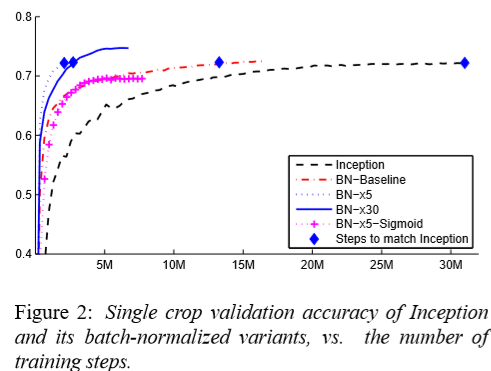 0.8
0.7
0.6
0.5
0.4
5M 10M 15M 20M 25M 30M
Inception
BN−Baseline
BN−x5
BN−x30
BN−x5−Sigmoid
Steps to match Inception
Figure 2: Single crop validation accuracy of Inception
and its batch-normalized variants, vs. the number of
training steps.